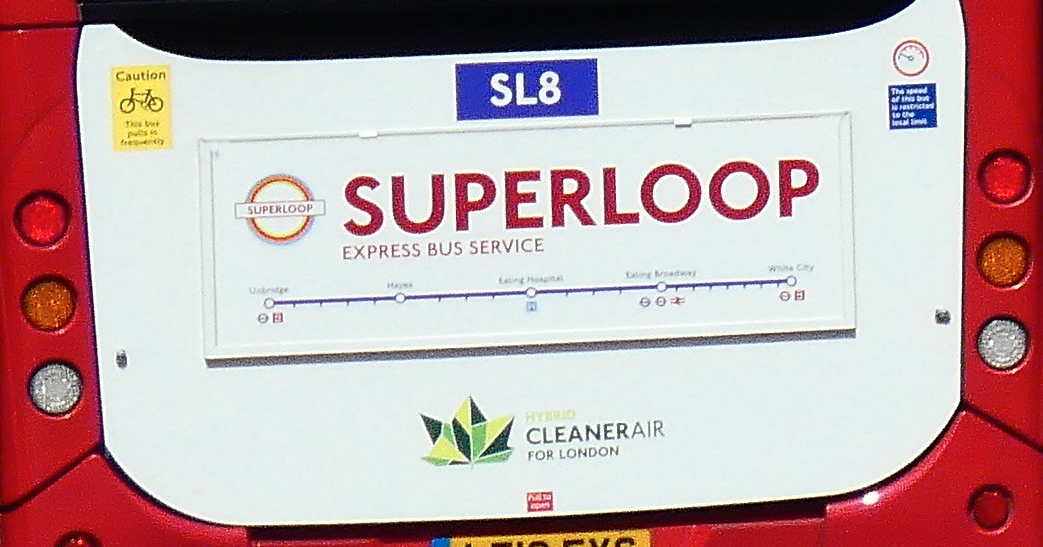 Caution
This bus
pulls in
frequently
SL8
The speed
of this bus
is restricted
to the
local limit
SUPERLOOP
SUPERLOOP
EXPRESS BUS SERVICE
Uxbridge
Hayes
Ealing Hospital
Ealing Broadway
White City
H
HYBRID
CLEANERAIR
FOR LONDON
Pull to
open